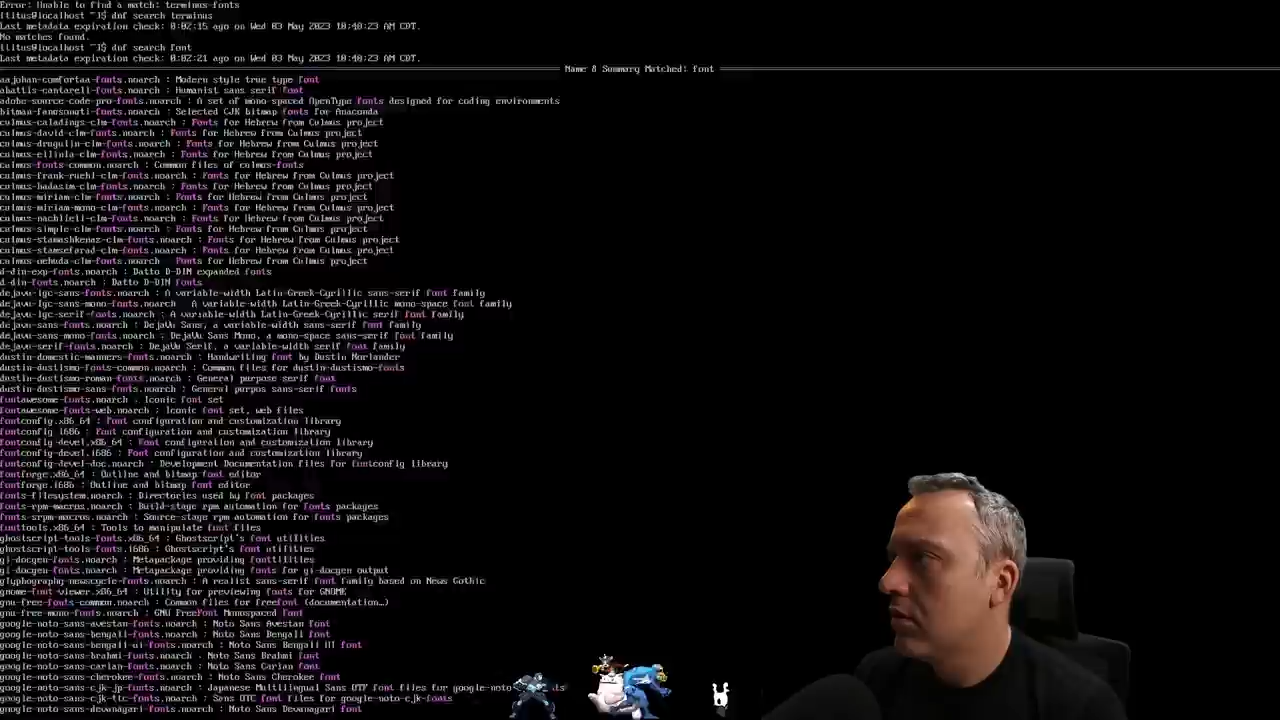 Error: Unable to find a match: terminus-fonts
[titus@localhost ~]$ dnf search terminus
Last metadata expiration check: 0:02:15 ago on Wed 03 May 2023 10:40:23 AM CDT.
No matches found.
[titus@localhost ~]$ dnf search font
Last metadata expiration check: 0:02:21 ago on Wed 03 May 2023 10:40:23 AM CDT.
Name & Summary Matched: font
aajohan-comfortaa-fonts.noarch : Modern style true type font
abattis-cantarell-fonts.noarch : Humanist sans serif font
adobe-source-code-pro-fonts.noarch : A set of mono-spaced OpenType fonts designed for coding environments
bitmap-fangsongti-fonts.noarch : Selected CJK bitmap fonts for Anaconda
culmus-caladings-clm-fonts.noarch : Fonts for Hebrew from Culmus project
culmus-david-clm-fonts.noarch : Fonts for Hebrew from Culmus project
culmus-drugulin-clm-fonts.noarch : Fonts for Hebrew from Culmus project
culmus-ellinia-clm-fonts.noarch : Fonts for Hebrew from Culmus project
culmus-fonts-common.noarch : Common files of culmus-fonts
culmus-frank-ruehl-clm-fonts.noarch : Fonts for Hebrew from Culmus project
culmus-hadasim-clm-fonts.noarch : Fonts for Hebrew from Culmus project
culmus-miriam-clm-fonts.noarch : Fonts for Hebrew from Culmus project
culmus-miriam-mono-clm-fonts.noarch : Fonts for Hebrew from Culmus project
culmus-nachlieli-clm-fonts.noarch : Fonts for Hebrew from Culmus project
culmus-simple-clm-fonts.noarch : Fonts for Hebrew from Culmus project
culmus-stamashkenaz-clm-fonts.noarch : Fonts for Hebrew from Culmus project
culmus-stamsefarad-clm-fonts.noarch : Fonts for Hebrew from Culmus project
culmus-yehuda-clm-fonts.noarch : Fonts for Hebrew from Culmus project
d-din-exp-fonts.noarch : Datto D-DIN expanded fonts
d-din-fonts.noarch : Datto D-DIN fonts
dejavu-lgc-sans-fonts.noarch : A variable-width Latin-Greek-Cyrillic sans-serif font family
dejavu-lgc-sans-mono-fonts.noarch : A variable-width Latin-Greek-Cyrillic mono-space font family
dejavu-lgc-serif-fonts.noarch : A variable-width Latin-Greek-Cyrillic serif font family
dejavu-sans-fonts.noarch : DejaVu Sans, a variable-width sans-serif font family
dejavu-sans-mono-fonts.noarch : DejaVu Sans Mono, a mono-space sans-serif font family
dejavu-serif-fonts.noarch : DejaVu Serif, a variable-width serif font family
dustin-domestic-manners-fonts.noarch : Handwriting font by Dustin Norlander
dustin-dustismo-fonts-common.noarch : Common files for dustin-dustismo-fonts
dustin-dustismo-roman-fonts.noarch : General purpose serif font
dustin-dustismo-sans-fonts.noarch : General purpos sans-serif fonts
fontawesome-fonts.noarch : Iconic font set
fontawesome-fonts-web.noarch : Iconic font set, web files
fontconfig.x86_64 : Font configuration and customization library
fontconfig.i686 : Font configuration and customization library
fontconfig-devel.x86_64 : Font configuration and customization library
fontconfig-devel.i686 : Font configuration and customization library
fontconfig-devel-doc.noarch : Development Documentation files for fontconfig library
fontforge.x86_64 : Outline and bitmap font editor
fontforge.i686 : Outline and bitmap font editor
fonts-filesystem.noarch : Directories used by font packages
fonts-rpm-macros.noarch : Build-stage rpm automation for fonts packages
fonts-srpm-macros.noarch : Source-stage rpm automation for fonts packages
fonttools.x86_64 : Tools to manipulate font files
ghostscript-tools-fonts.x86_64 : Ghostscript's font utilities
ghostscript-tools-fonts.i686 : Ghostscript's font utilities
gi-docgen-fonts.noarch : Metapackage providing fonttilities
gi-docgen-fonts.noarch : Metapackage providing fonts for gi-docgen output
glyphography-newscycle-fonts.noarch : A realist sans-serif font family based on News Gothic
gnome-font-viewer.x86_64 : Utility for previewing fonts for GNOME
gnu-free-fonts-common.noarch : Common files for freefont (documentation…)
gnu-free-mono-fonts.noarch : GNU FreeFont Monospaced Font
google-noto-sans-avestan-fonts.noarch : Noto Sans Avestan font
google-noto-sans-bengali-fonts.noarch : Noto Sans Bengali font
google-noto-sans-bengali-ui-fonts.noarch : Noto Sans Bengali UI font
google-noto-sans-brahmi-fonts.noarch : Noto Sans Brahmi font
google-noto-sans-carian-fonts.noarch : Noto Sans Carian font
google-noto-sans-cherokee-fonts.noarch : Noto Sans Cherokee font
google-noto-sans-cjk-jp-fonts.noarch : Japanese Multilingual Sans OTF font files for google-noto
google-noto-sans-cjk-ttc-fonts.noarch : Sans OTC font files for google-noto-cjk-fonts
google-noto-sans-devanagari-fonts.noarch : Noto Sans Devanagari font